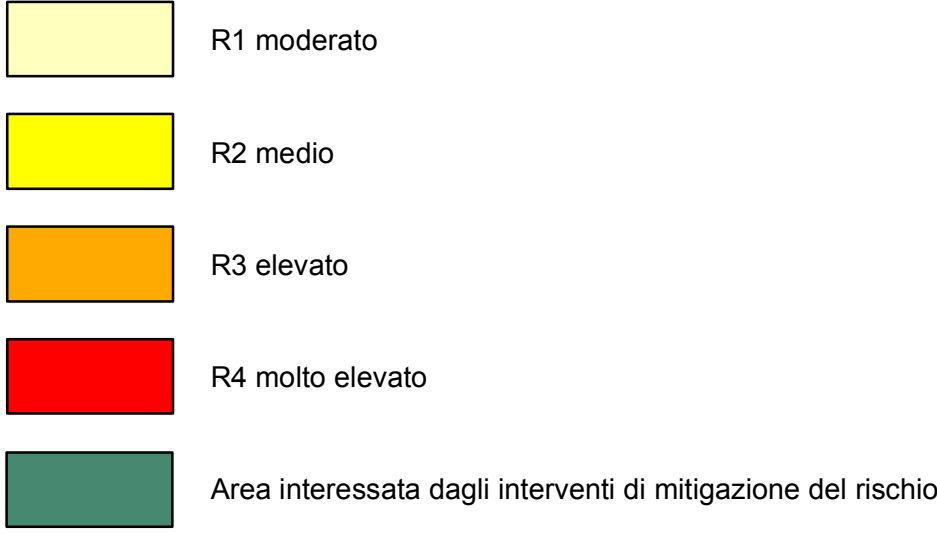 R1 moderato
R2 medio
R3 elevato
R4 molto elevato
Area interessata dagli interventi di mitigazione del rischio